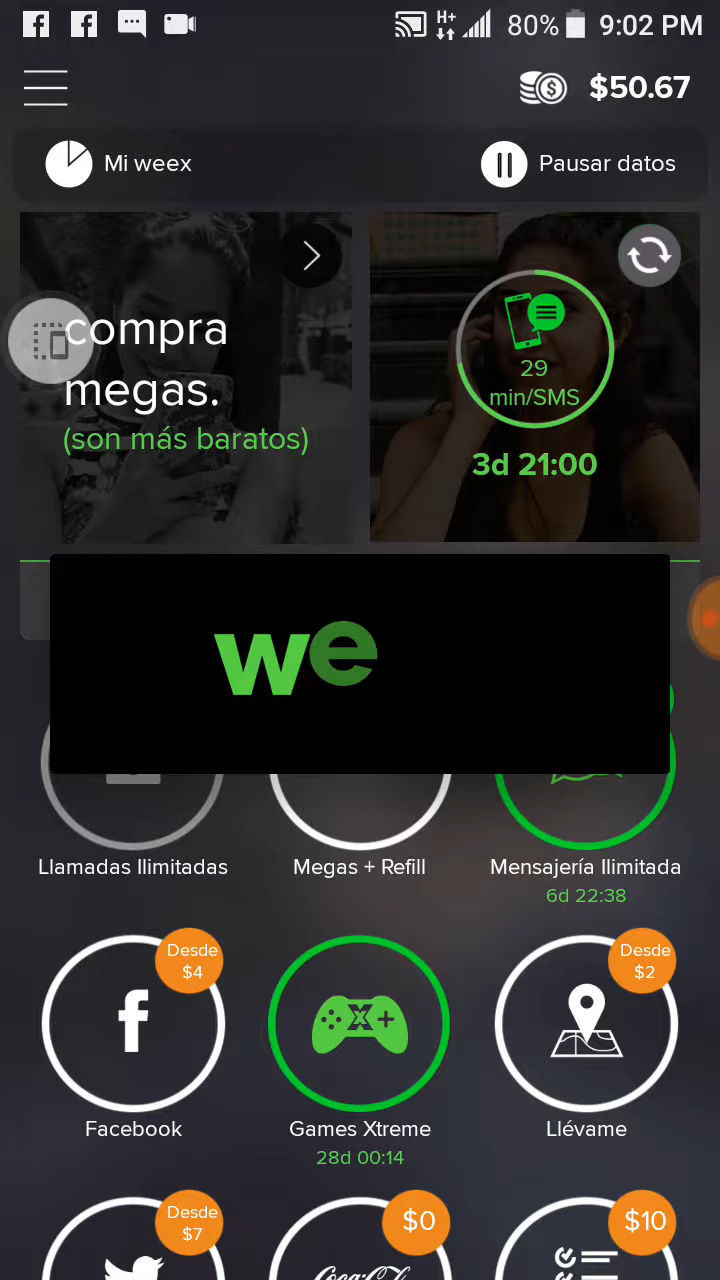 H+ 80% 9:02 PM
$50.67
Mi weex
Pausar datos
compra
megas.
(son más baratos)
29
min/SMS
3d 21:00
we
Llamadas Ilimitadas
Megas + Refill
Mensajería Ilimitada
6d 22:38
Desde
$4
Desde
$2
f
X
Facebook
Games Xtreme
Llévame
28d 00:14
Desde
$7
$0
$10